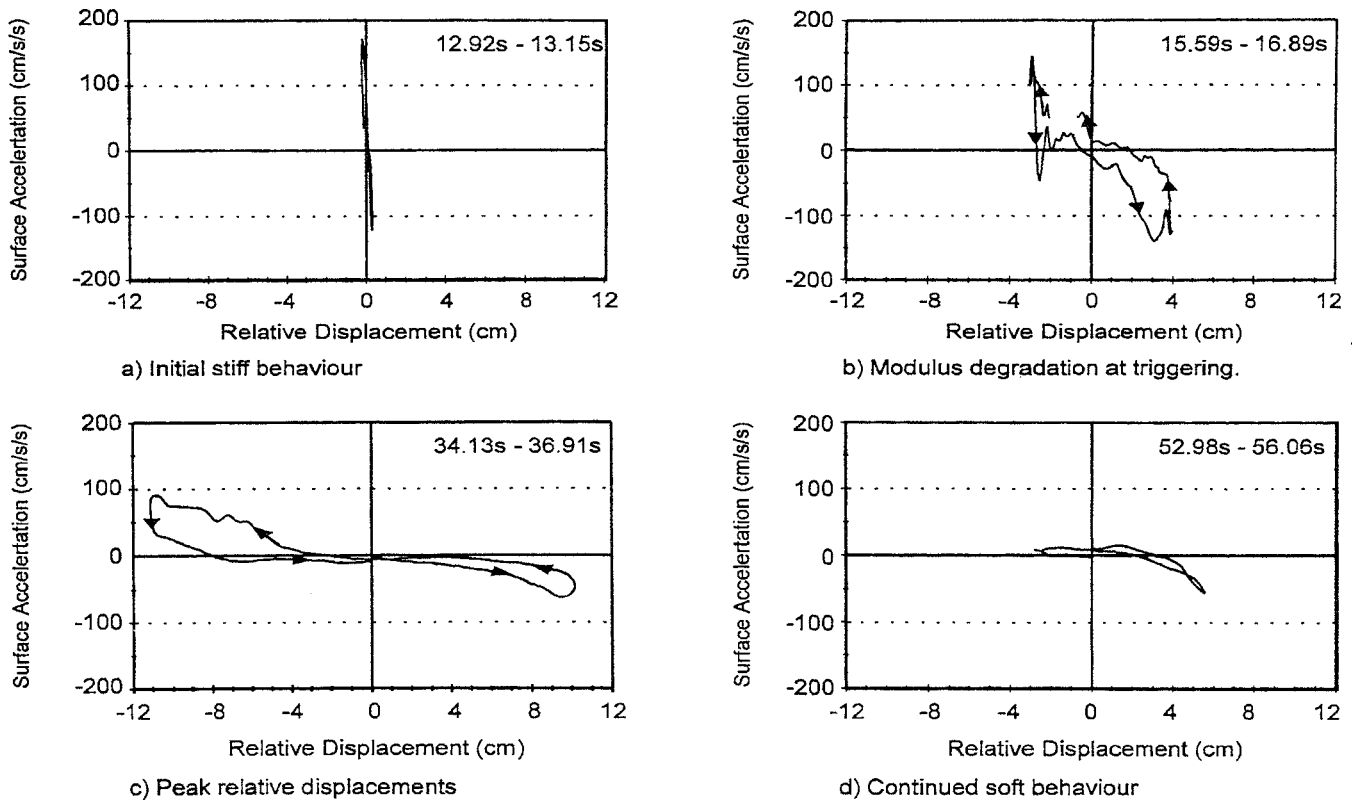 200
100
0
-100
-200
Surface Accelertation (cm/s/s)
12.92s - 13.15s
-12 -8 -4 0 4 8 12
Relative Displacement (cm)
a) Initial stiff behaviour
200
100
0
-100
-200
Surface Accelertation (cm/s/s)
15.59s - 16.89s
-12 -8 -4 0 4 8 12
Relative Displacement (cm)
b) Modulus degradation at triggering.
200
100
0
-100
-200
Surface Accelertation (cm/s/s)
34.13s - 36.91s
-12 -8 -4 0 4 8 12
Relative Displacement (cm)
c) Peak relative displacements
200
100
0
-100
-200
Surface Accelertation (cm/s/s)
52.98s - 56.06s
-12 -8 -4 0 4 8 12
Relative Displacement (cm)
d) Continued soft behaviour